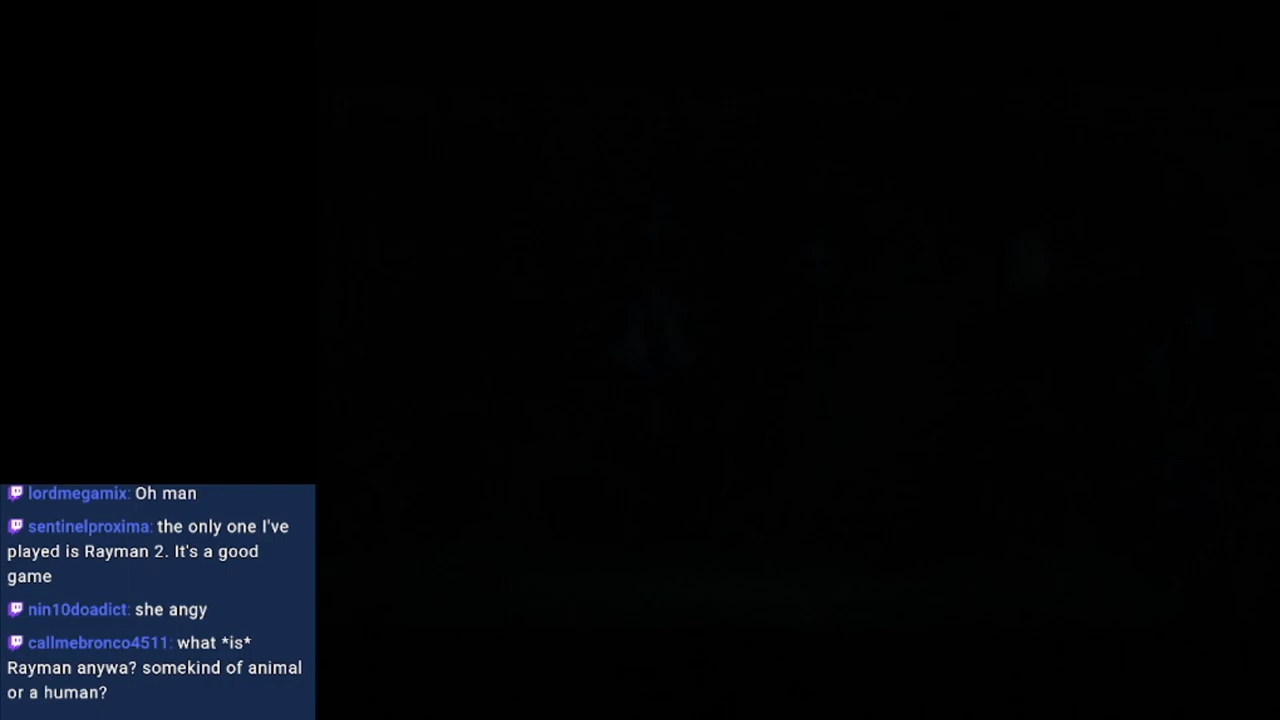 lordmegamix: Oh man
sentinelproxima: the only one I've
played is Rayman 2. It's a good
game
nin10doadict: she angy
callmebronco4511: what *is*
Rayman anywa? somekind of animal
or a human?